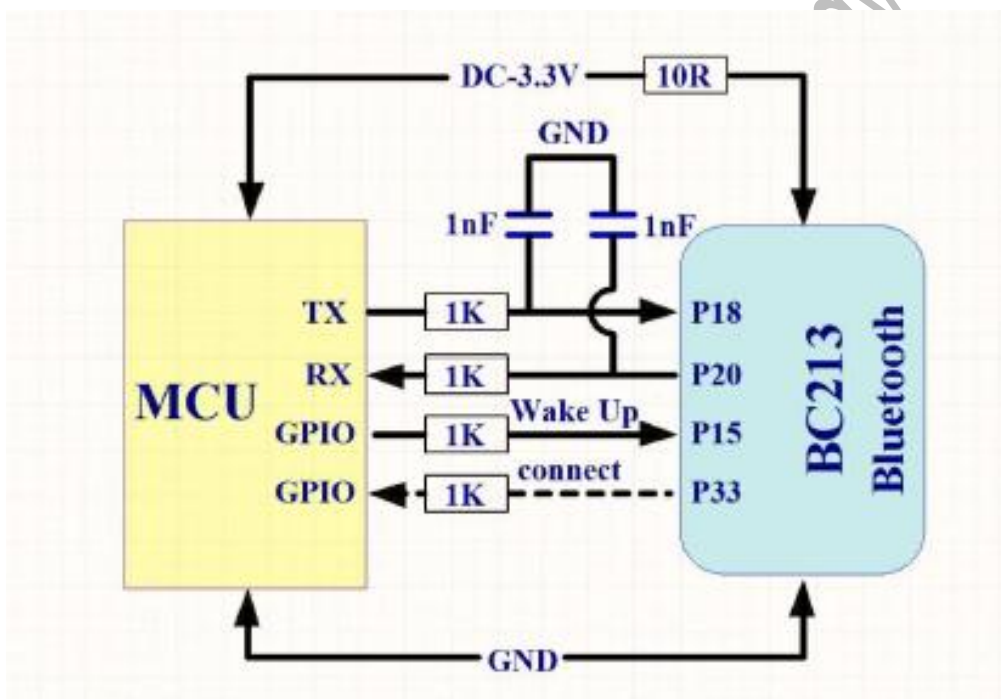 DC-3.3V
10R
GND
1nF
1nF
TX
1K
P18
RX
1K
P20
MCU
Wake Up
GPIO
1K
P15
connect
GPIO
1K
P33
BC213
Bluetooth
GND